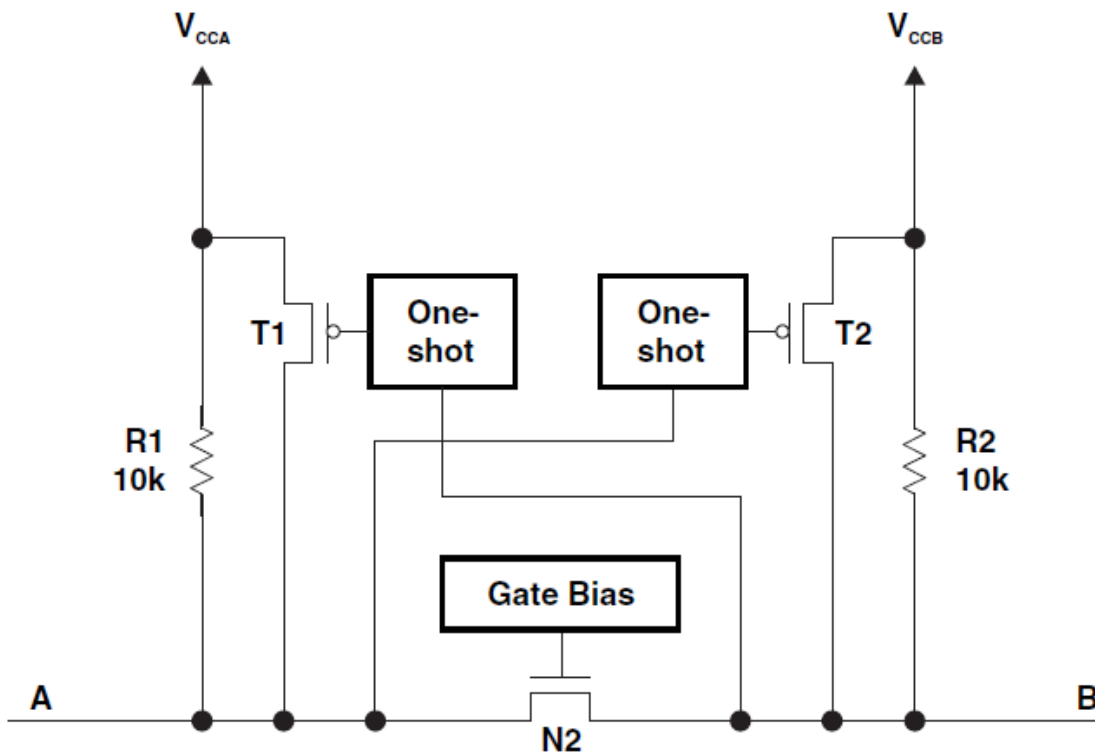 VCCA
VCCB
T1
One-
shot
One-
shot
T2
R1
10k
R2
10k
Gate Bias
A
B
N2